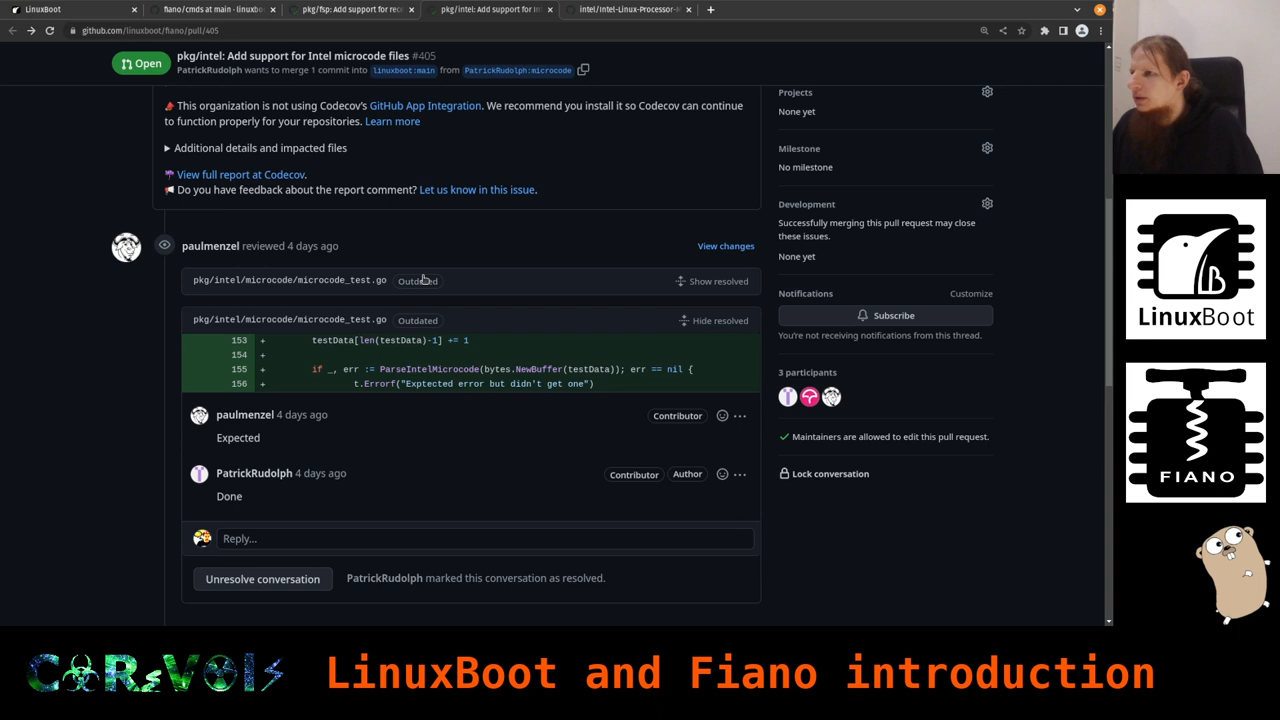 LinuxBoot
fiano/cmds at main · linuxbo
pkg/fsp: Add support for rec
pkg/intel: Add support for In
intel/Intel-Linux-Processor-M
github.com/linuxboot/fiano/pull/405
Open
pkg/intel: Add support for Intel microcode files #405
PatrickRudolph wants to merge 1 commit into linuxboot:main from PatrickRudolph:microcode
This organization is not using Codecov's GitHub App Integration. We recommend you install it so Codecov can continue
to function properly for your repositories. Learn more
Additional details and impacted files
View full report at Codecov.
Do you have feedback about the report comment? Let us know in this issue.
paulmenzel reviewed 4 days ago
View changes
pkg/intel/microcode/microcode_test.go Outdated
Show resolved
pkg/intel/microcode/microcode_test.go Outdated
Hide resolved
153 + testData[len(testData)-1] += 1
154 +
155 + if _, err := ParseIntelMicrocode(bytes.NewBuffer(testData)); err == nil {
156 + t.Errorf("Exptected error but didn't get one")
paulmenzel 4 days ago
Contributor
Expected
PatrickRudolph 4 days ago
Contributor Author
Done
Reply...
Unresolve conversation
PatrickRudolph marked this conversation as resolved.
Projects
None yet
Milestone
No milestone
Development
Successfully merging this pull request may close
these issues.
None yet
Notifications
Customize
Subscribe
You're not receiving notifications from this thread.
3 participants
Maintainers are allowed to edit this pull request.
Lock conversation
LB
LinuxBoot
FIANO
LinuxBoot and Fiano introduction